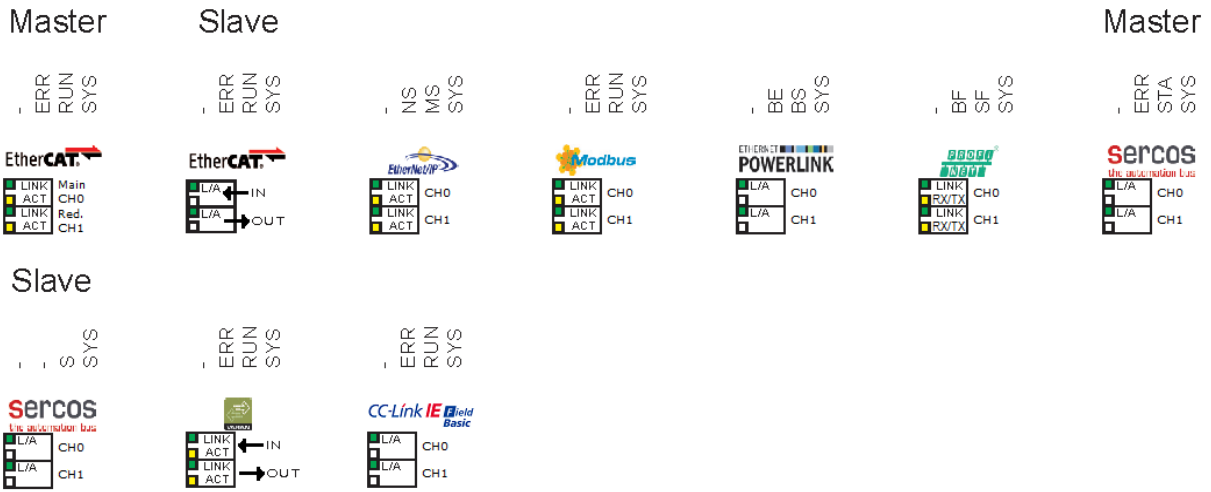 Master Slave Master
- ERR RUN SYS
- ERR RUN SYS
- NS MS SYS
- ERR RUN SYS
- BE BS SYS
- BF SF SYS
- ERR STA SYS
EtherCAT.
LINK Main
ACT CH0
LINK Red.
ACT CH1
EtherCAT.
L/A IN
L/A OUT
EtherNet/IP
LINK
ACT CH0
LINK
ACT CH1
Modbus
LINK
ACT CH0
LINK
ACT CH1
ETHERNET
POWERLINK
L/A CH0
L/A CH1
PROFI
NET
LINK
RX/TX CH0
LINK
RX/TX CH1
sercos
the automation bus
L/A CH0
L/A CH1
Slave
- - S SYS
- ERR RUN SYS
- ERR RUN SYS
sercos
the automation bus
L/A CH0
L/A CH1
LINK
ACT IN
LINK
ACT OUT
CC-Link IE Field
Basic
L/A CH0
L/A CH1